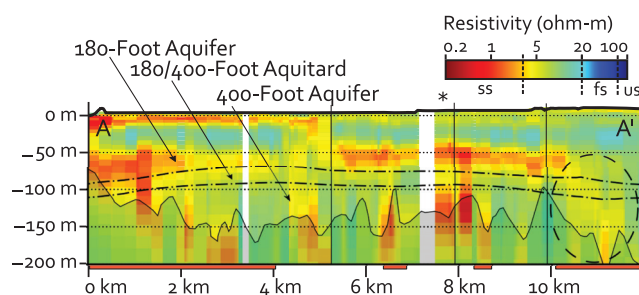 Resistivity (ohm-m)
0.2 1 5 20 100
ss fs us
180-Foot Aquifer
180/400-Foot Aquitard
400-Foot Aquifer
*
0 m
A A'
−50 m
−100 m
−150 m
−200 m
0 km 2 km 4 km 6 km 8 km 10 km